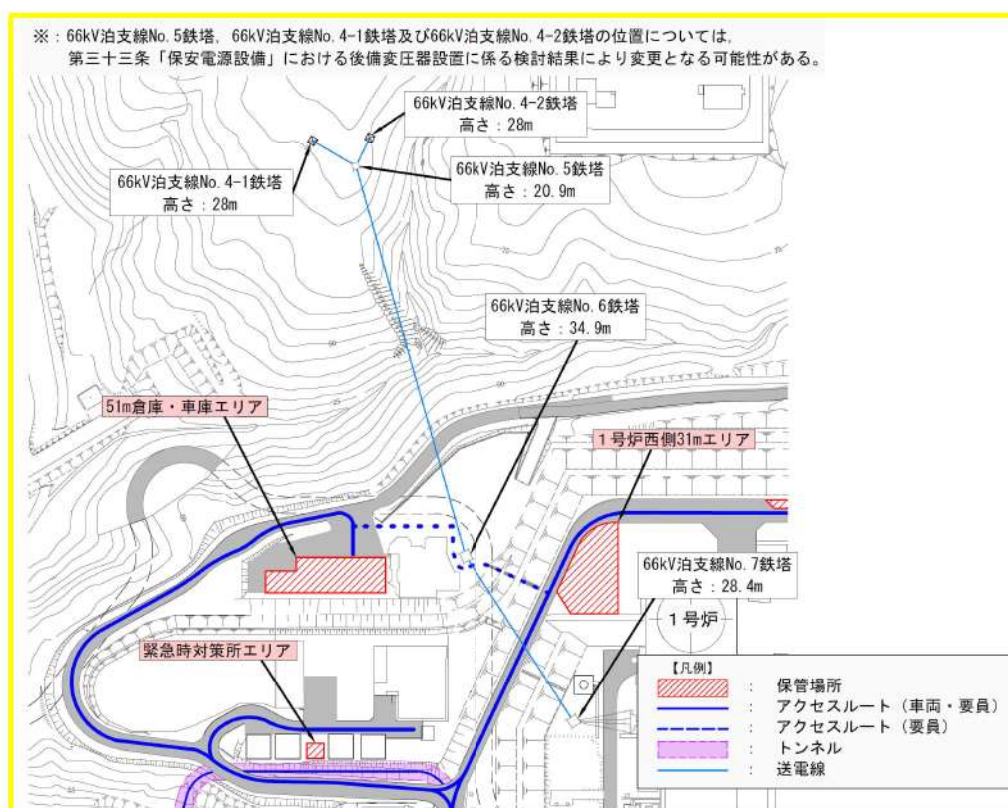 ※：66kV泊支線No.5鉄塔，66kV泊支線No.4-1鉄塔及び66kV泊支線No.4-2鉄塔の位置については，
第三十三条「保安電源設備」における後備変圧器設置に係る検討結果により変更となる可能性がある。
66kV泊支線No.4-2鉄塔
高さ：28m
66kV泊支線No.5鉄塔
高さ：20.9m
66kV泊支線No.4-1鉄塔
高さ：28m
66kV泊支線No.6鉄塔
高さ：34.9m
51m倉庫・車庫エリア
１号炉西側31mエリア
66kV泊支線No.7鉄塔
高さ：28.4m
１号炉
緊急時対策所エリア
【凡例】
： 保管場所
： アクセスルート（車両・要員）
： アクセスルート（要員）
： トンネル
： 送電線